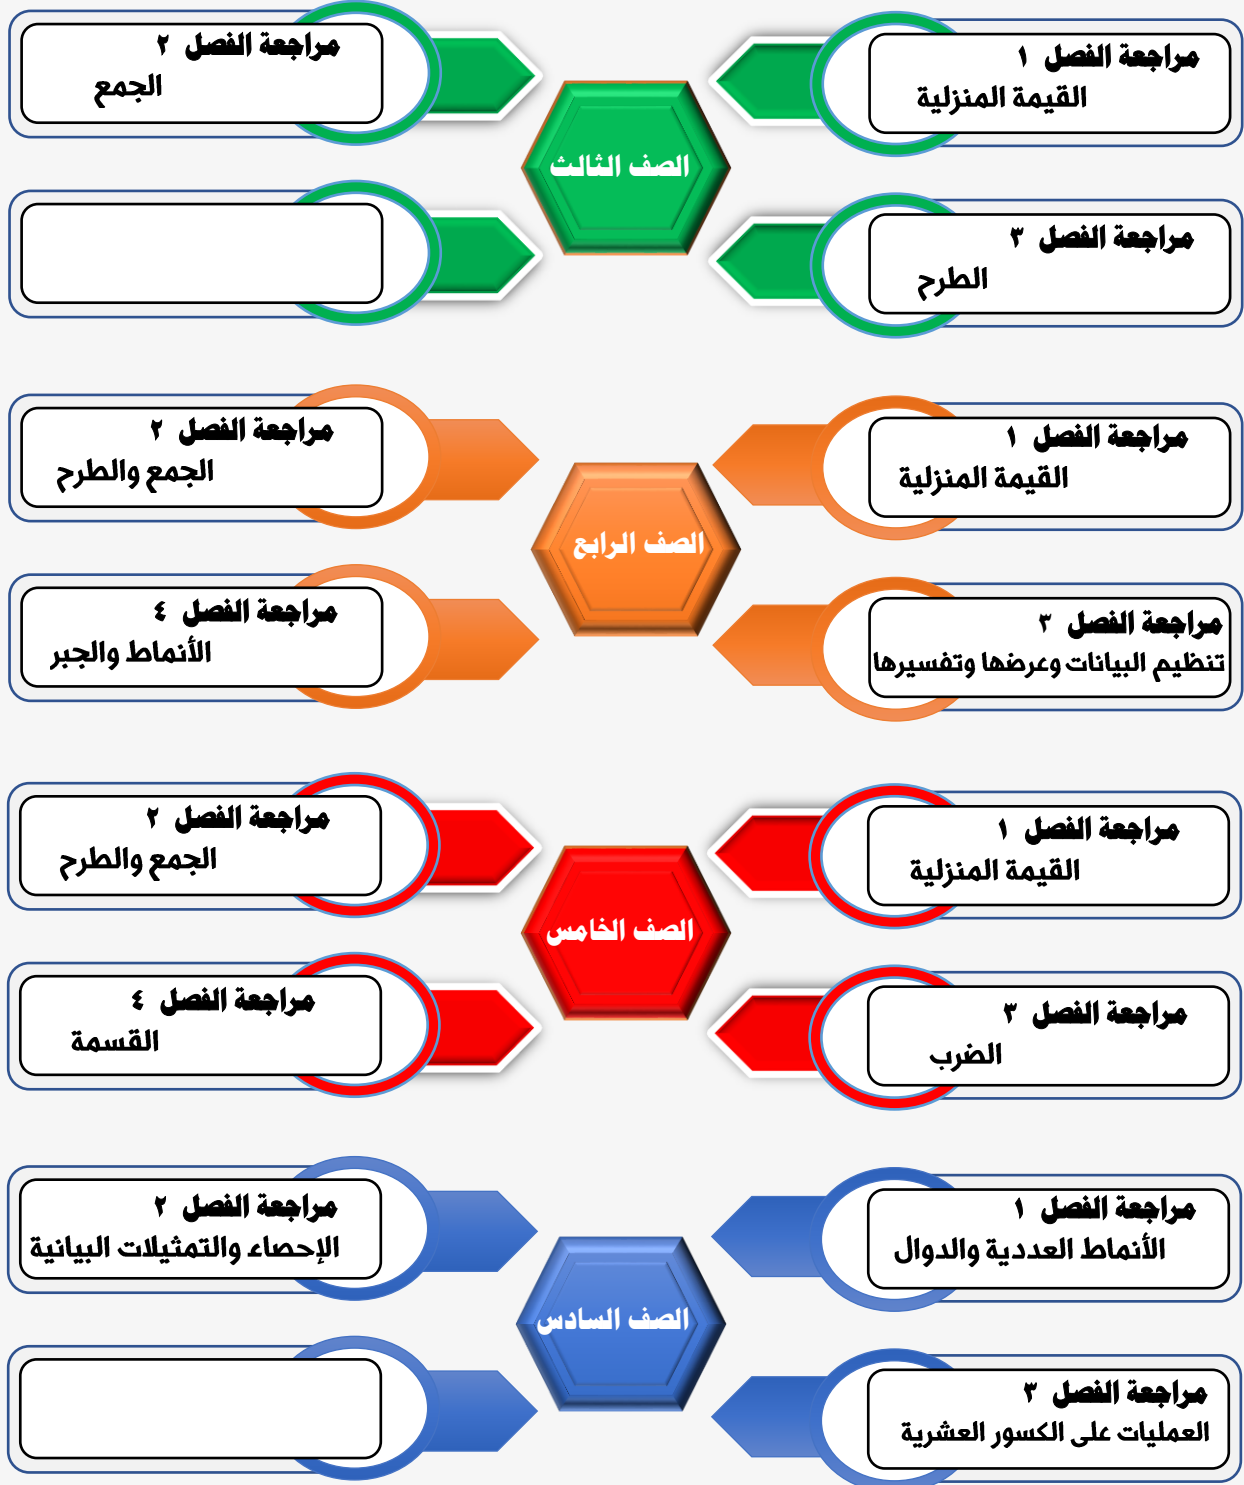 الصف الثالث
مراجعة الفصل ١
القيمة المنزلية
مراجعة الفصل ٢
الجمع
مراجعة الفصل ٣
الطرح
الصف الرابع
مراجعة الفصل ١
القيمة المنزلية
مراجعة الفصل ٢
الجمع والطرح
مراجعة الفصل ٣
تنظيم البيانات وعرضها وتفسيرها
مراجعة الفصل ٤
الأنماط والجبر
الصف الخامس
مراجعة الفصل ١
القيمة المنزلية
مراجعة الفصل ٢
الجمع والطرح
مراجعة الفصل ٣
الضرب
مراجعة الفصل ٤
القسمة
الصف السادس
مراجعة الفصل ١
الأنماط العددية والدوال
مراجعة الفصل ٢
الإحصاء والتمثيلات البيانية
مراجعة الفصل ٣
العمليات على الكسور العشرية